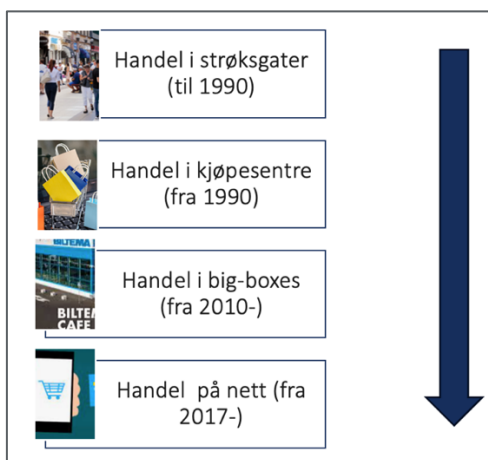 Handel i strøksgater
(til 1990)
Handel i kjøpesentre
(fra 1990)
BILTEMA
Handel i big-boxes
(fra 2010-)
BILTEMA
CAFE
Handel på nett (fra
2017-)